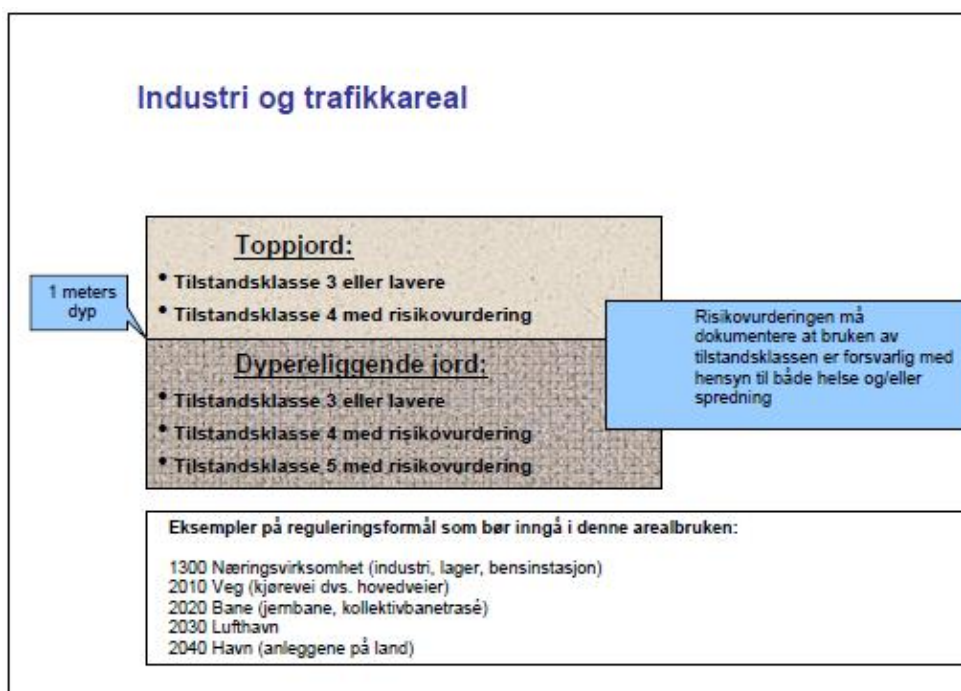 Industri og trafikkareal
Toppjord:
• Tilstandsklasse 3 eller lavere
• Tilstandsklasse 4 med risikovurdering
1 meters
dyp
Risikovurderingen må
dokumentere at bruken av
tilstandsklassen er forsvarlig med
hensyn til både helse og/eller
spredning
Dypereliggende jord:
• Tilstandsklasse 3 eller lavere
• Tilstandsklasse 4 med risikovurdering
• Tilstandsklasse 5 med risikovurdering
Eksempler på reguleringsformål som bør inngå i denne arealbruken:
1300 Næringsvirksomhet (industri, lager, bensinstasjon)
2010 Veg (kjørevei dvs. hovedveier)
2020 Bane (jernbane, kollektivbanetrasé)
2030 Lufthavn
2040 Havn (anleggene på land)